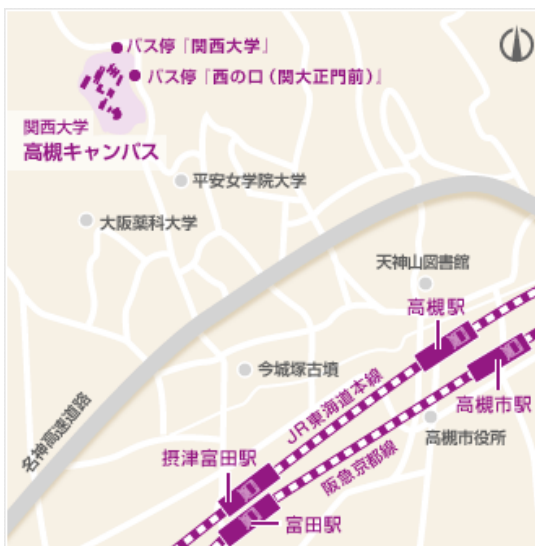 バス停『関西大学』
バス停『西の口(関大正門前)』
関西大学
高槻キャンパス
平安女学院大学
大阪薬科大学
天神山図書館
高槻駅
今城塚古墳
JR東海道本線
高槻市駅
名神高速道路
高槻市役所
摂津富田駅
阪急京都線
富田駅